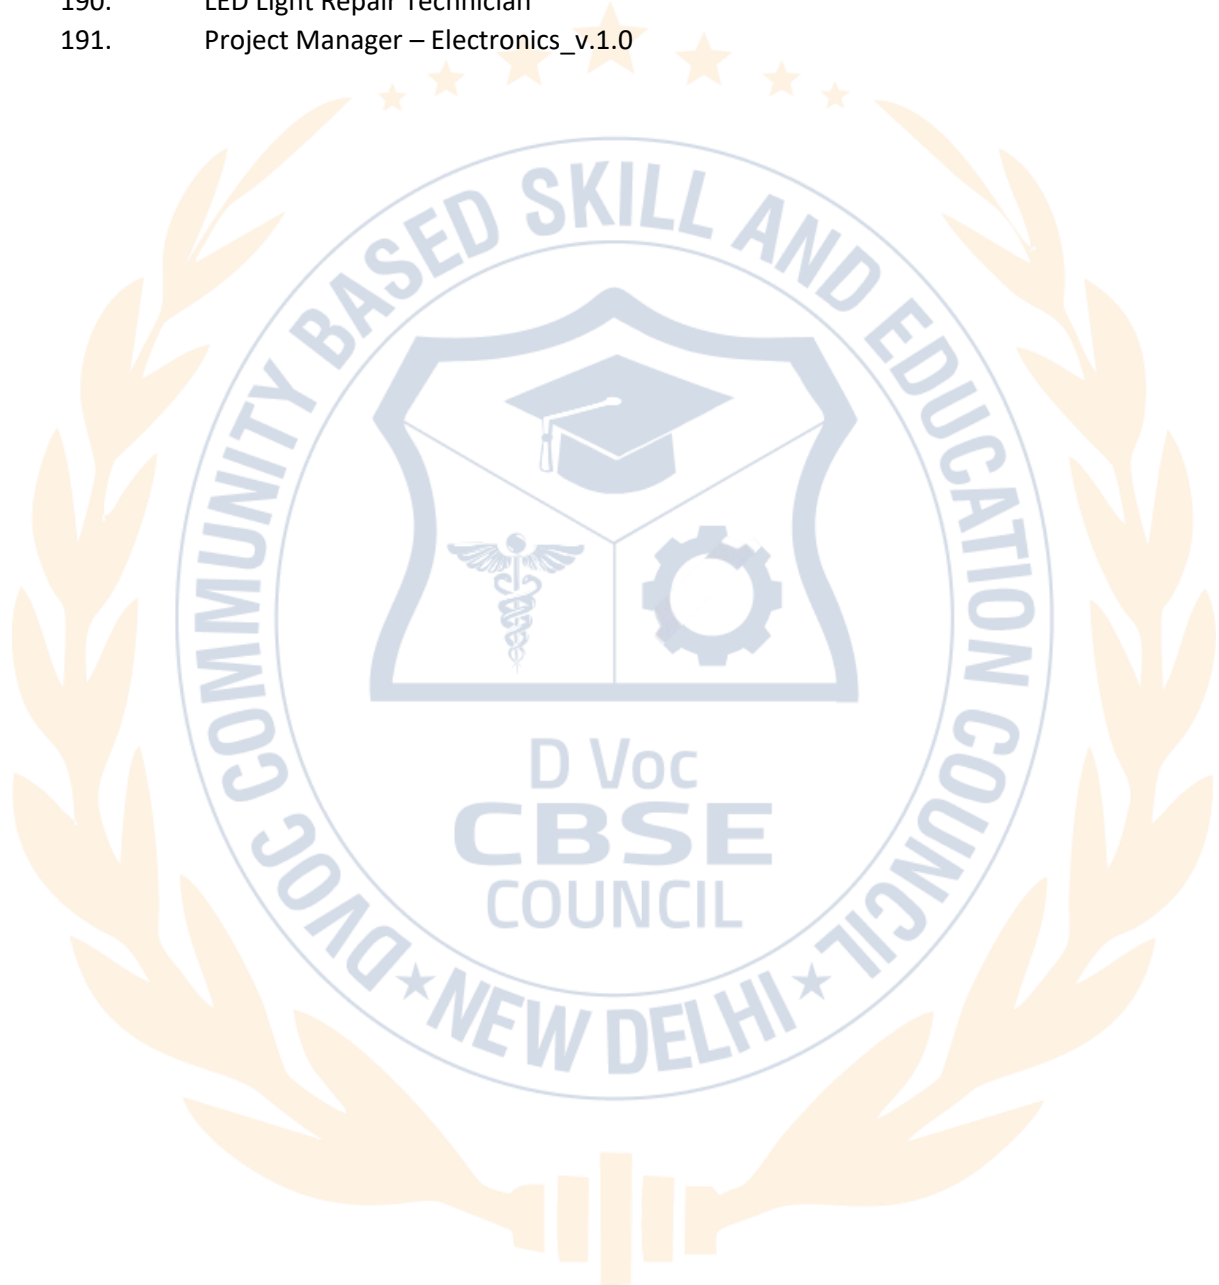 190. LED Light Repair Technician
191. Project Manager – Electronics_v.1.0
DVOC COMMUNITY BASED SKILL AND EDUCATION COUNCIL
D Voc
CBSE
COUNCIL
★ NEW DELHI ★